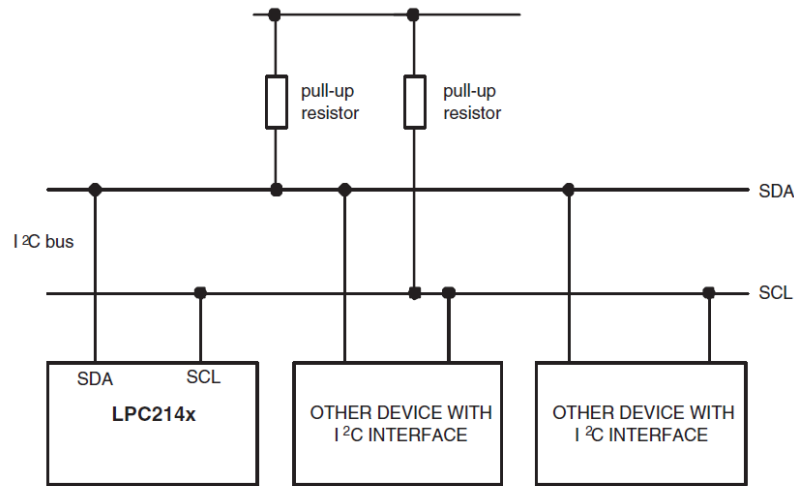 pull-up
resistor
pull-up
resistor
SDA
I²C bus
SCL
SDA
SCL
LPC214x
OTHER DEVICE WITH
I²C INTERFACE
OTHER DEVICE WITH
I²C INTERFACE